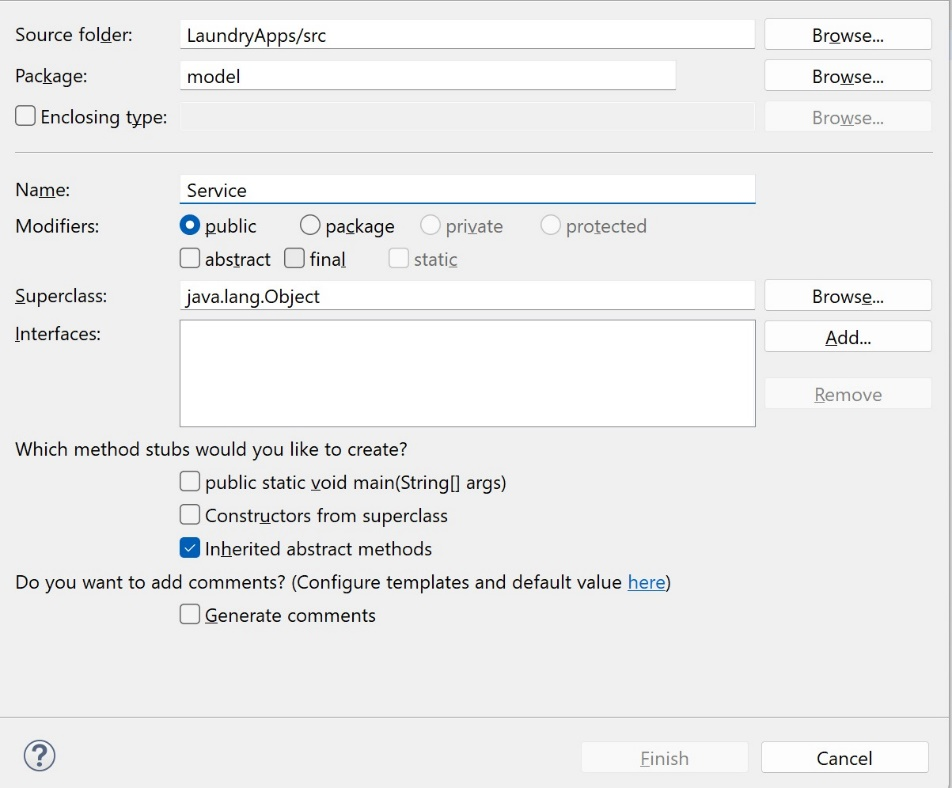 Source folder: LaundryApps/src Browse...
Package: model Browse...
Enclosing type: Browse...
Name: Service
Modifiers: public package private protected
abstract final static
Superclass: java.lang.Object Browse...
Interfaces: Add...
Remove
Which method stubs would you like to create?
public static void main(String[] args)
Constructors from superclass
Inherited abstract methods
Do you want to add comments? (Configure templates and default value here)
Generate comments
? Finish Cancel